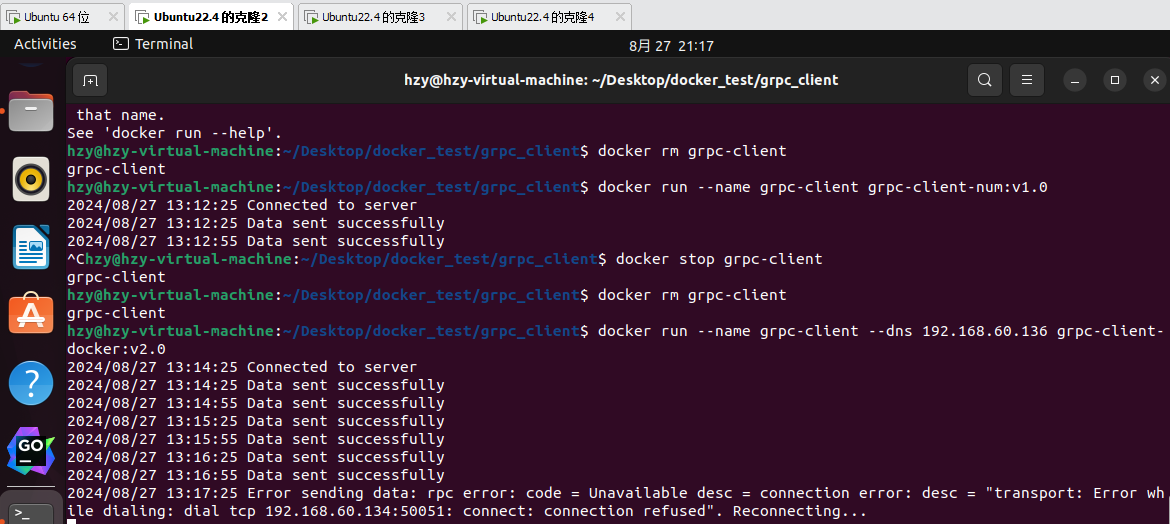 Ubuntu 64 位
Ubuntu22.4 的克隆2
Ubuntu22.4 的克隆3
Ubuntu22.4 的克隆4
Activities
Terminal
8月 27 21:17
hzy@hzy-virtual-machine: ~/Desktop/docker_test/grpc_client
that name.
See 'docker run --help'.
hzy@hzy-virtual-machine:~/Desktop/docker_test/grpc_client$ docker rm grpc-client
grpc-client
hzy@hzy-virtual-machine:~/Desktop/docker_test/grpc_client$ docker run --name grpc-client grpc-client-num:v1.0
2024/08/27 13:12:25 Connected to server
2024/08/27 13:12:25 Data sent successfully
2024/08/27 13:12:55 Data sent successfully
^Chzy@hzy-virtual-machine:~/Desktop/docker_test/grpc_client$ docker stop grpc-client
grpc-client
hzy@hzy-virtual-machine:~/Desktop/docker_test/grpc_client$ docker rm grpc-client
grpc-client
hzy@hzy-virtual-machine:~/Desktop/docker_test/grpc_client$ docker run --name grpc-client --dns 192.168.60.136 grpc-client-
docker:v2.0
2024/08/27 13:14:25 Connected to server
2024/08/27 13:14:25 Data sent successfully
2024/08/27 13:14:55 Data sent successfully
2024/08/27 13:15:25 Data sent successfully
2024/08/27 13:15:55 Data sent successfully
2024/08/27 13:16:25 Data sent successfully
2024/08/27 13:16:55 Data sent successfully
2024/08/27 13:17:25 Error sending data: rpc error: code = Unavailable desc = connection error: desc = "transport: Error wh
ile dialing: dial tcp 192.168.60.134:50051: connect: connection refused". Reconnecting...
GO